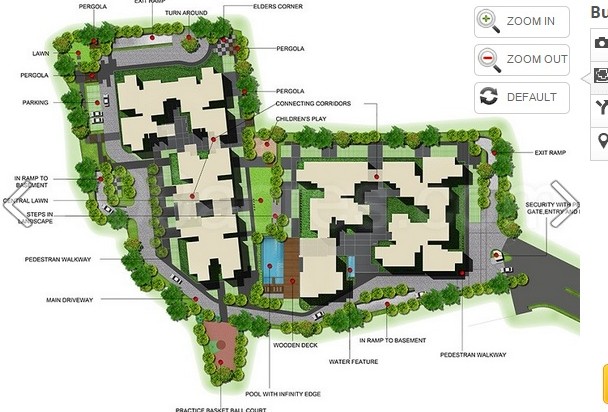 EXIT RAMP
PERGOLA
TURN AROUND
ELDERS CORNER
LAWN
PERGOLA
PERGOLA
PERGOLA
PARKING
CONNECTING CORRIDORS
CHILDREN'S PLAY
EXIT RAMP
IN RAMP TO
BASEMENT
CENTRAL LAWN
STEPS IN
LANDSCAPE
SECURITY WITH
GATE,ENTRY AND
PEDESTRAN WALKWAY
MAIN DRIVEWAY
WOODEN DECK
IN RAMP TO BASEMENT
WATER FEATURE
PEDESTRAN WALKWAY
POOL WITH INFINITY EDGE
PRACTICE BASKET BALL COURT
ZOOM IN
ZOOM OUT
DEFAULT
Bu